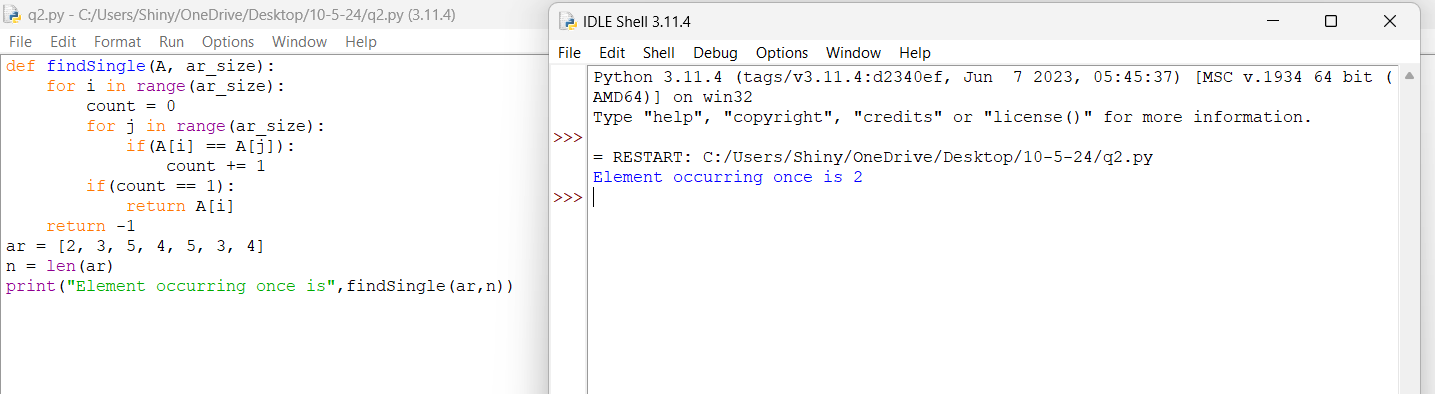 q2.py - C:/Users/Shiny/OneDrive/Desktop/10-5-24/q2.py (3.11.4)
File Edit Format Run Options Window Help
def findSingle(A, ar_size):
    for i in range(ar_size):
        count = 0
        for j in range(ar_size):
            if(A[i] == A[j]):
                count += 1
        if(count == 1):
            return A[i]
    return -1
ar = [2, 3, 5, 4, 5, 3, 4]
n = len(ar)
print("Element occurring once is",findSingle(ar,n))
IDLE Shell 3.11.4
File Edit Shell Debug Options Window Help
Python 3.11.4 (tags/v3.11.4:d2340ef, Jun  7 2023, 05:45:37) [MSC v.1934 64 bit (
AMD64)] on win32
Type "help", "copyright", "credits" or "license()" for more information.
>>>
= RESTART: C:/Users/Shiny/OneDrive/Desktop/10-5-24/q2.py
Element occurring once is 2
>>>